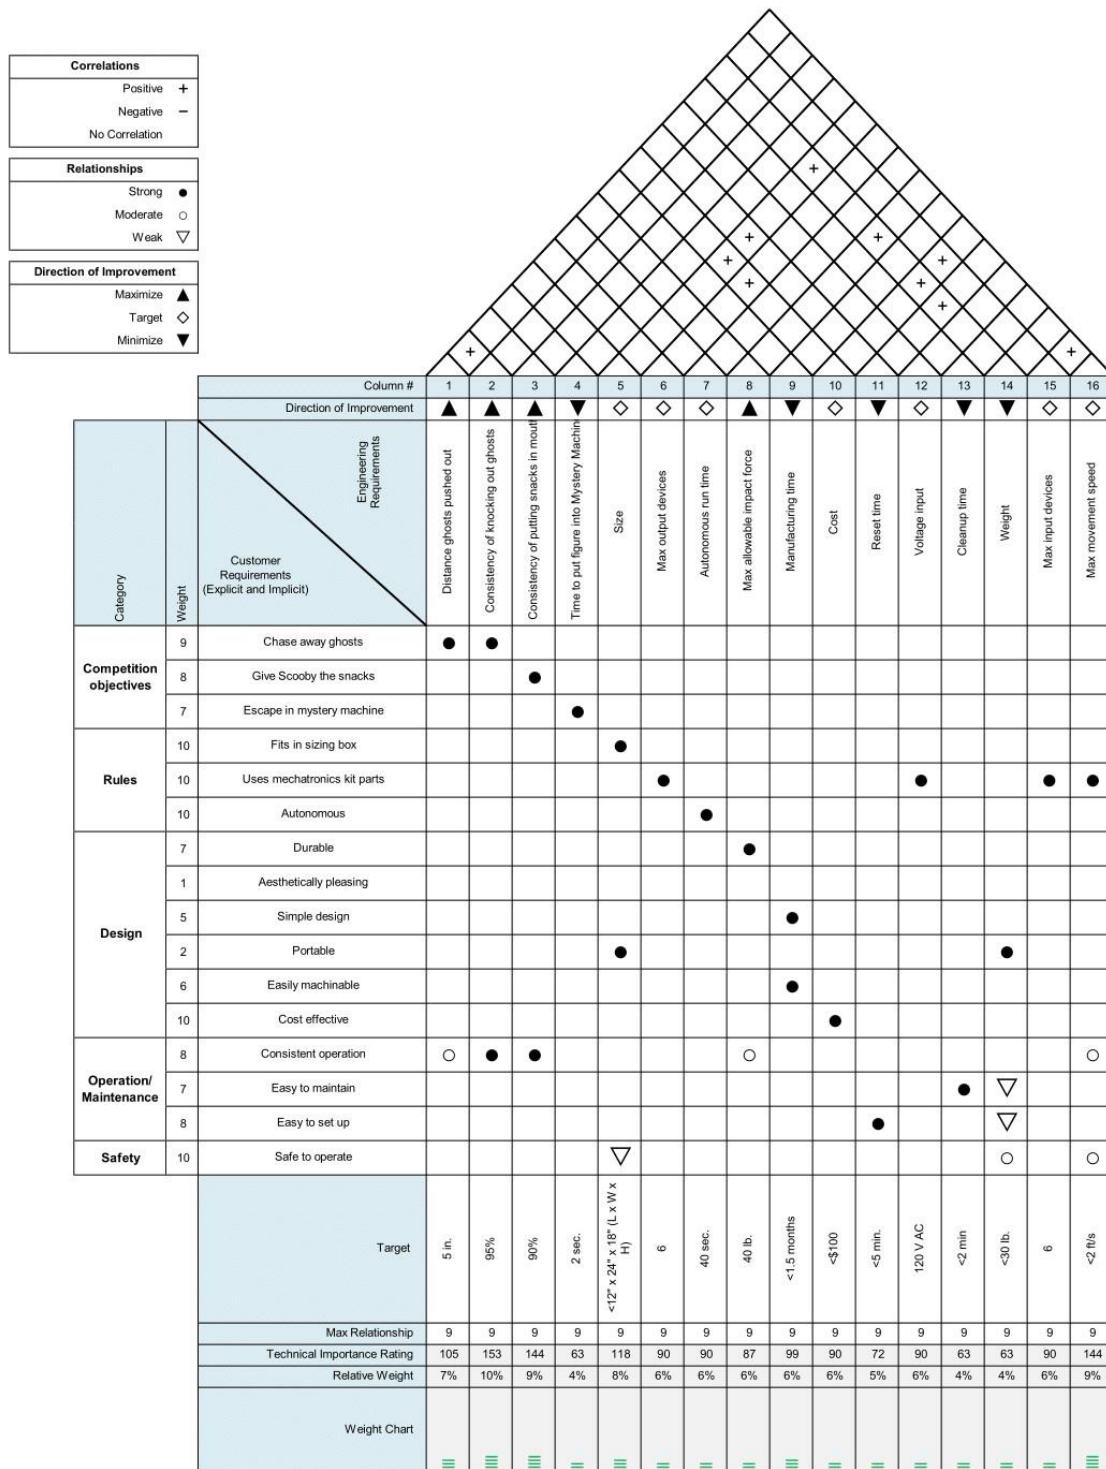 Correlations
Positive +
Negative −
No Correlation
Relationships
Strong ●
Moderate ○
Weak ▽
Direction of Improvement
Maximize ▲
Target ◇
Minimize ▼
Column # 1 2 3 4 5 6 7 8 9 10 11 12 13 14 15 16
Direction of Improvement ▲ ▲ ▲ ▼ ◇ ◇ ◇ ▲ ▼ ◇ ▼ ◇ ▼ ▼ ◇ ◇
Category
Weight
Customer
Requirements
(Explicit and Implicit)
Engineering
Requirements
Distance ghosts pushed out
Consistency of knocking out ghosts
Consistency of putting snacks in mout
Time to put figure into Mystery Machin
Size
Max output devices
Autonomous run time
Max allowable impact force
Manufacturing time
Cost
Reset time
Voltage input
Cleanup time
Weight
Max input devices
Max movement speed
Competition
objectives
9 Chase away ghosts ● ●
8 Give Scooby the snacks ●
7 Escape in mystery machine ●
Rules
10 Fits in sizing box ●
10 Uses mechatronics kit parts ● ● ● ●
10 Autonomous ●
Design
7 Durable ●
1 Aesthetically pleasing
5 Simple design ●
2 Portable ● ●
6 Easily machinable ●
10 Cost effective ●
Operation/
Maintenance
8 Consistent operation ○ ● ● ○ ○
7 Easy to maintain ● ▽
8 Easy to set up ● ▽
Safety
10 Safe to operate ▽ ○ ○
Target
5 in.
95%
90%
2 sec.
<12" x 24" x 18" (L x W x
H)
6
40 sec.
40 lb.
<1.5 months
<$100
<5 min.
120 V AC
<2 min
<30 lb.
6
<2 ft/s
Max Relationship 9 9 9 9 9 9 9 9 9 9 9 9 9 9 9 9
Technical Importance Rating 105 153 144 63 118 90 90 87 99 90 72 90 63 63 90 144
Relative Weight 7% 10% 9% 4% 8% 6% 6% 6% 6% 6% 5% 6% 4% 4% 6% 9%
Weight Chart